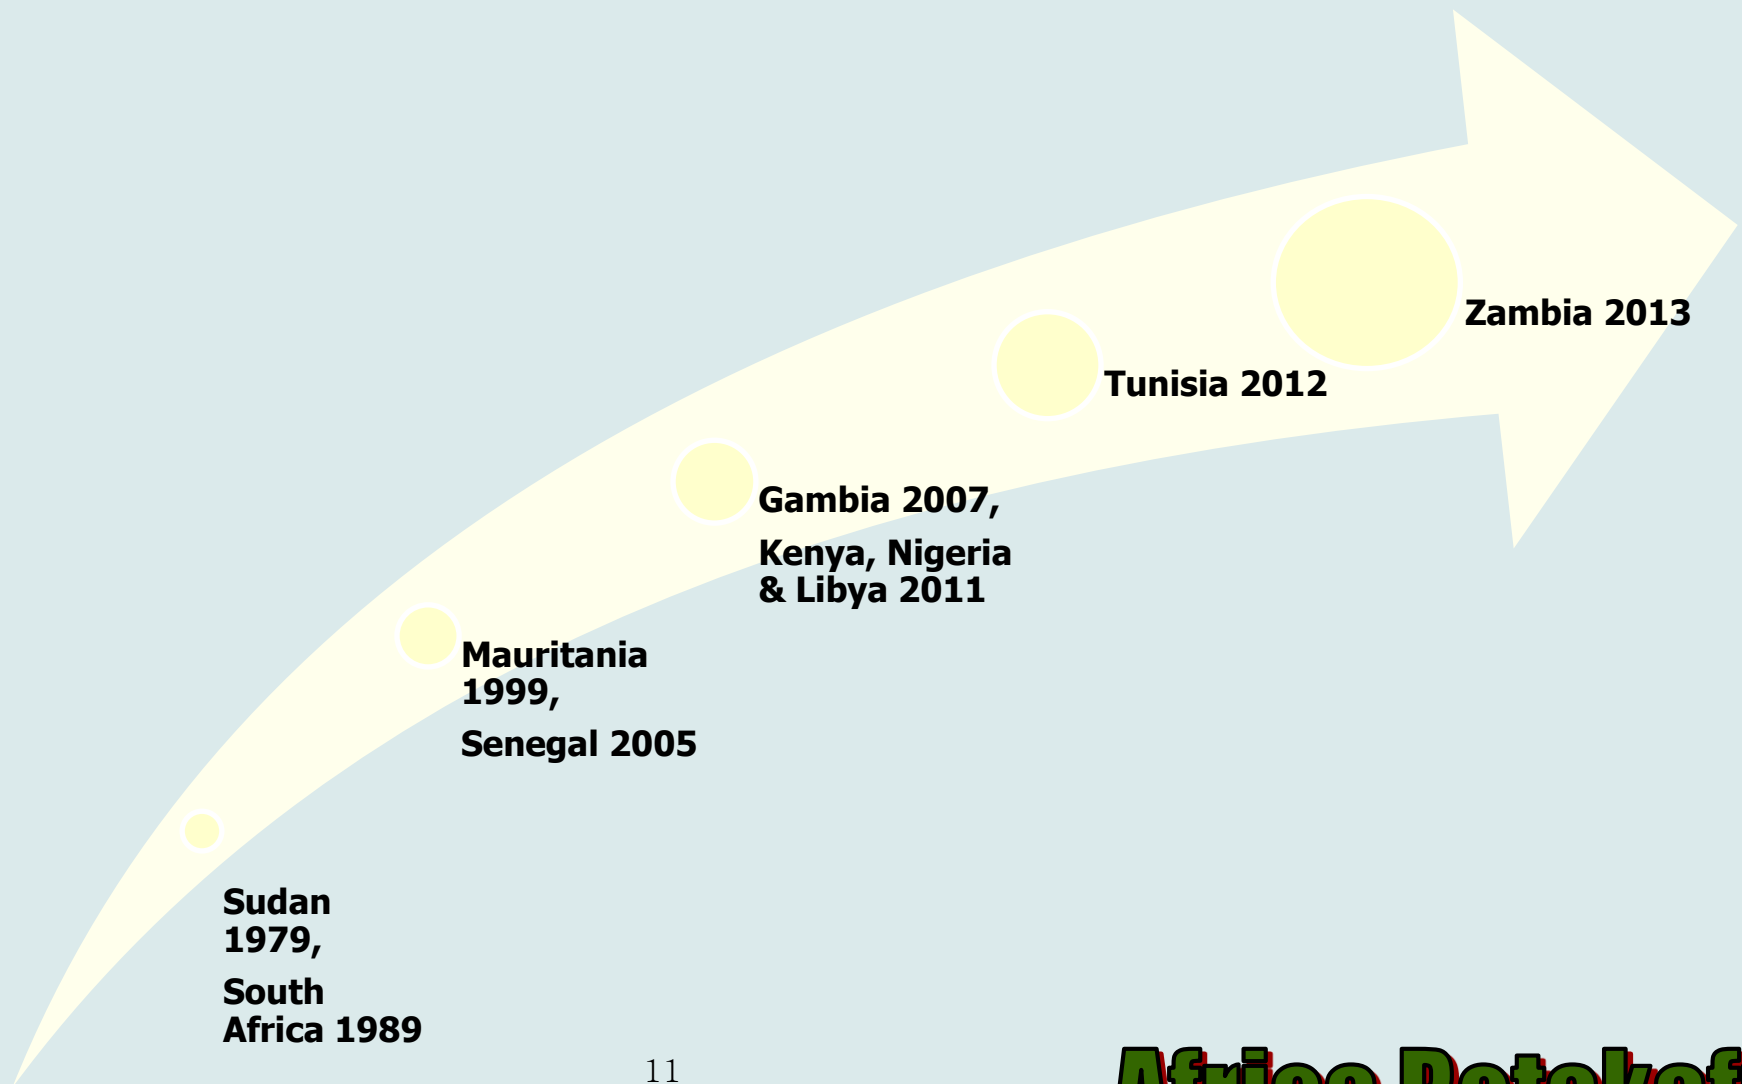 Zambia 2013
Tunisia 2012
Gambia 2007,
Kenya, Nigeria
& Libya 2011
Mauritania
1999,
Senegal 2005
Sudan
1979,
South
Africa 1989
11
Africa